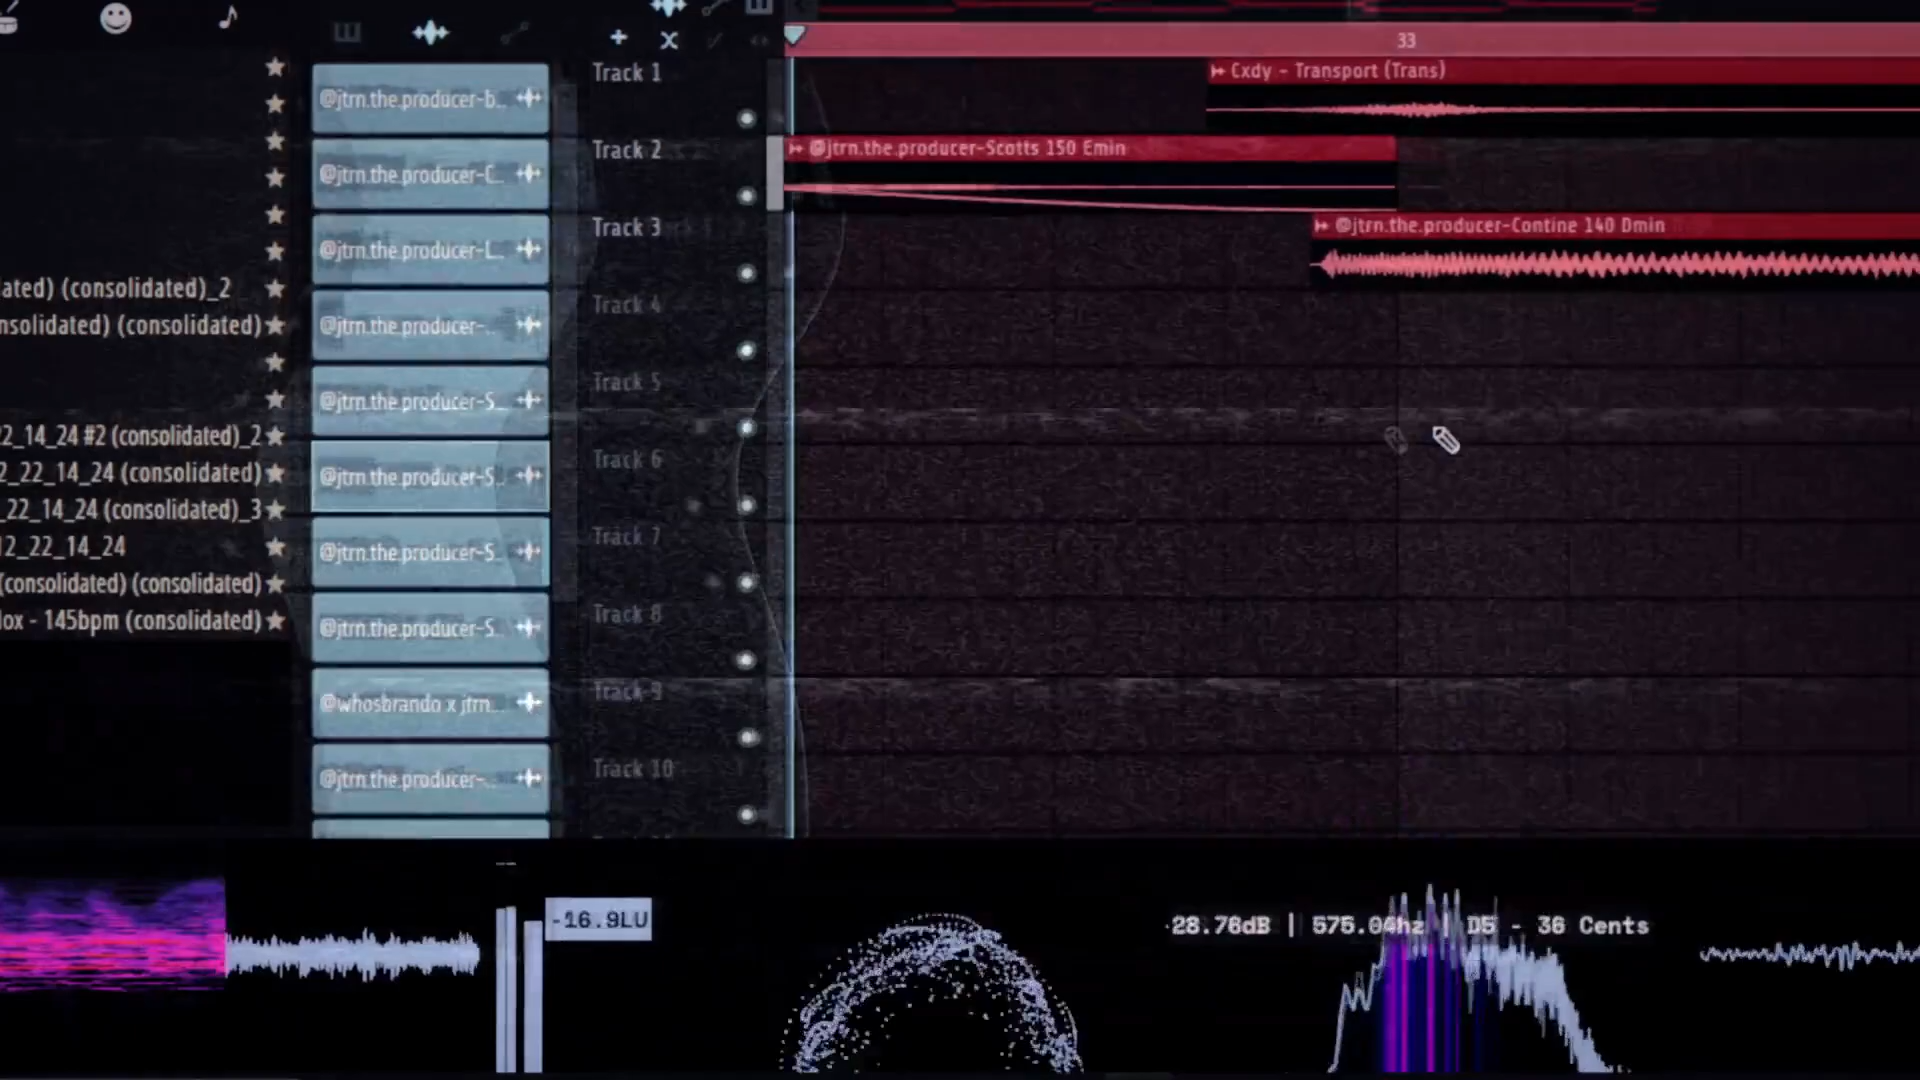 33
Track 1
Cxdy - Transport (Trans)
@jtrn.the.producer-b...
Track 2
@jtrn.the.producer-Scotts 150 Emin
@jtrn.the.producer-C...
Track 3
@jtrn.the.producer-Contine 140 Dmin
@jtrn.the.producer-L...
ated) (consolidated)_2
Track 4
nsolidated) (consolidated)
@jtrn.the.producer-...
Track 5
@jtrn.the.producer-S...
22_14_24 #2 (consolidated)_2
Track 6
2_22_14_24 (consolidated)
@jtrn.the.producer-S...
_22_14_24 (consolidated)_3
Track 7
12_22_14_24
@jtrn.the.producer-S...
(consolidated) (consolidated)
Track 8
lox - 145bpm (consolidated)
@jtrn.the.producer-S...
Track 9
@whosbrando x jtrn...
Track 10
@jtrn.the.producer-...
-16.9LU
-28.76dB | 575.04hz | D5 - 36 Cents